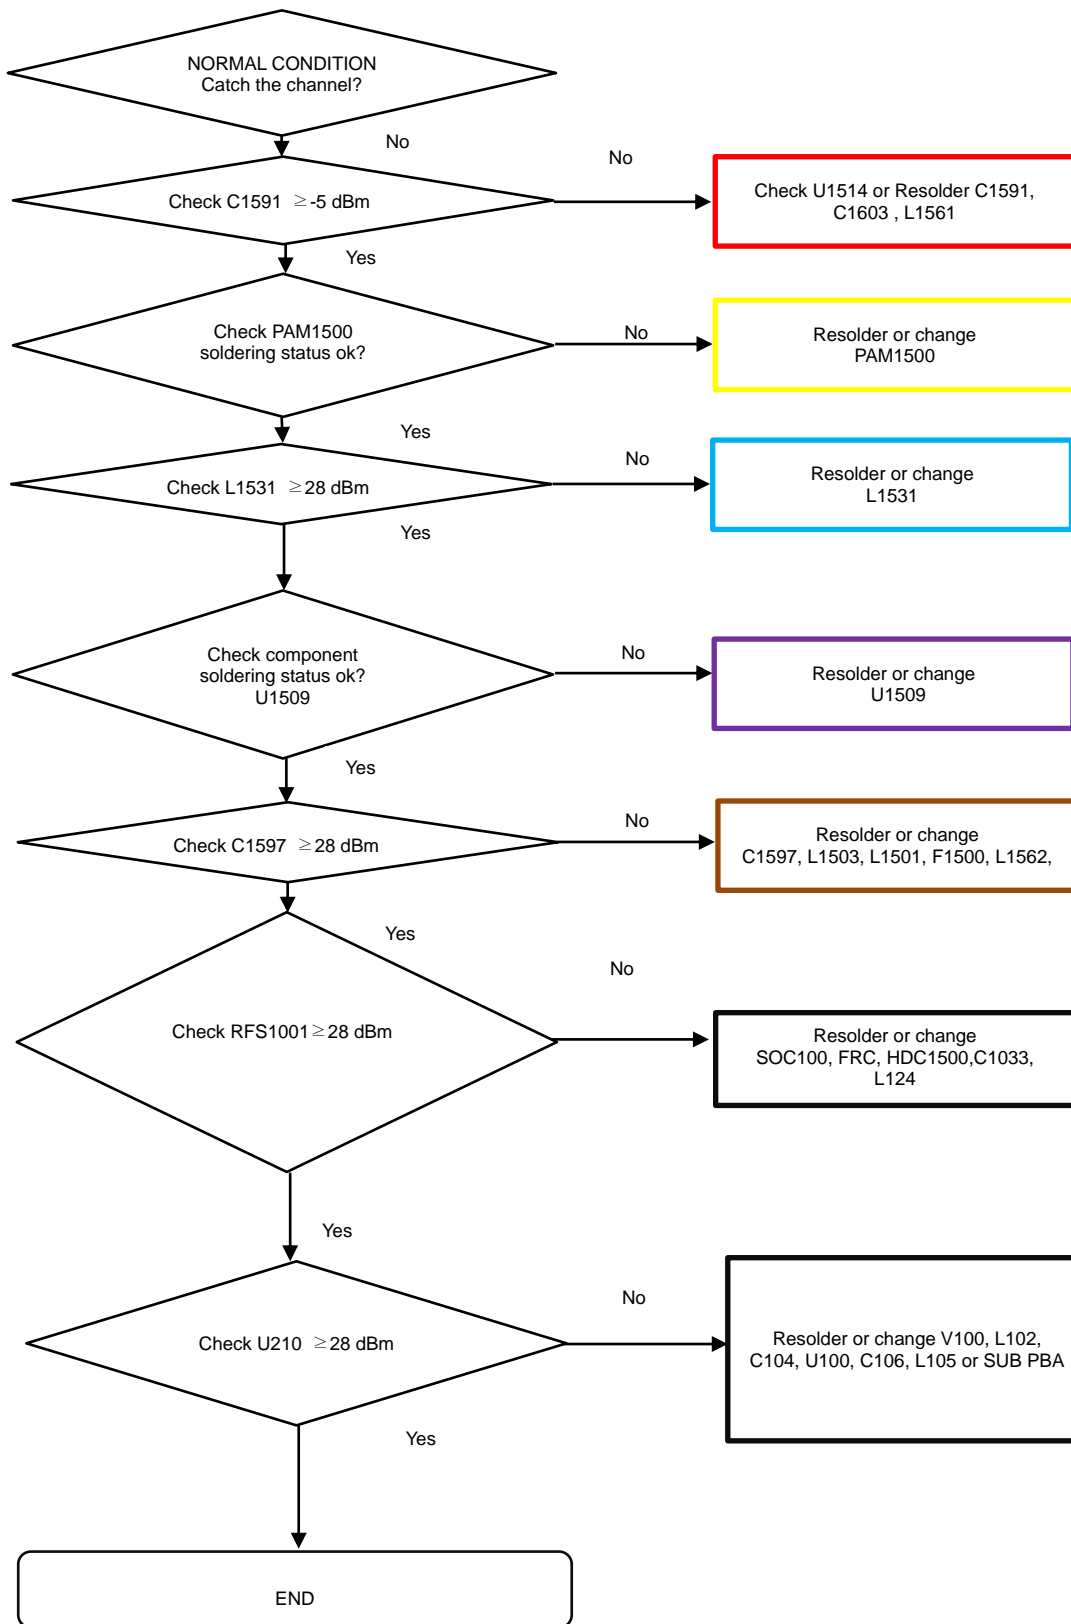 NORMAL CONDITION
Catch the channel?
No
No
Check C1591 ≥-5 dBm
Check U1514 or Resolder C1591,
C1603 , L1561
Yes
Check PAM1500
soldering status ok?
No
Resolder or change
PAM1500
Yes
Check L1531 ≥28 dBm
No
Resolder or change
L1531
Yes
Check component
soldering status ok?
U1509
No
Resolder or change
U1509
Yes
Check C1597 ≥28 dBm
No
Resolder or change
C1597, L1503, L1501, F1500, L1562,
Yes
No
Check RFS1001≥28 dBm
Resolder or change
SOC100, FRC, HDC1500,C1033,
L124
Yes
No
Check U210 ≥28 dBm
Resolder or change V100, L102,
C104, U100, C106, L105 or SUB PBA
Yes
END